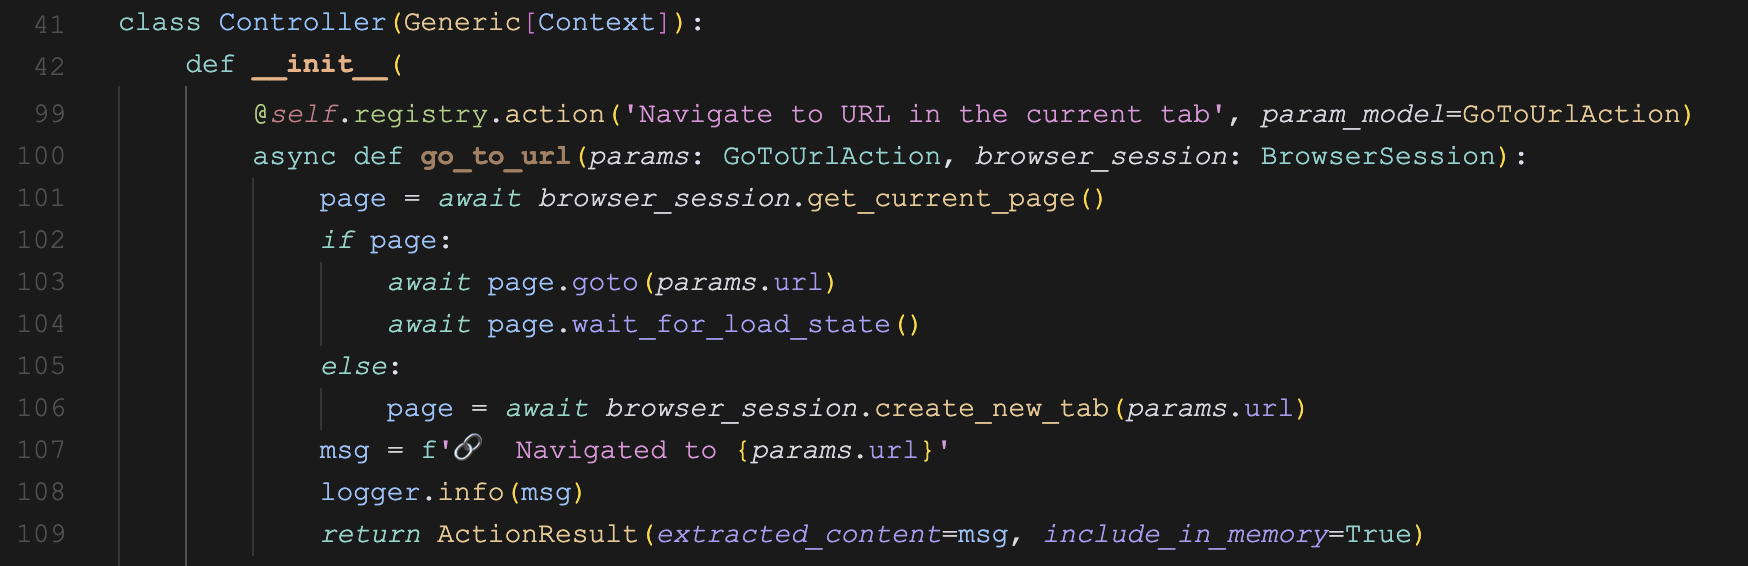 41 class Controller(Generic[Context]):
42     def __init__(
99         @self.registry.action('Navigate to URL in the current tab', param_model=GoToUrlAction)
100         async def go_to_url(params: GoToUrlAction, browser_session: BrowserSession):
101             page = await browser_session.get_current_page()
102             if page:
103                 await page.goto(params.url)
104                 await page.wait_for_load_state()
105             else:
106                 page = await browser_session.create_new_tab(params.url)
107             msg = f'🔗  Navigated to {params.url}'
108             logger.info(msg)
109             return ActionResult(extracted_content=msg, include_in_memory=True)